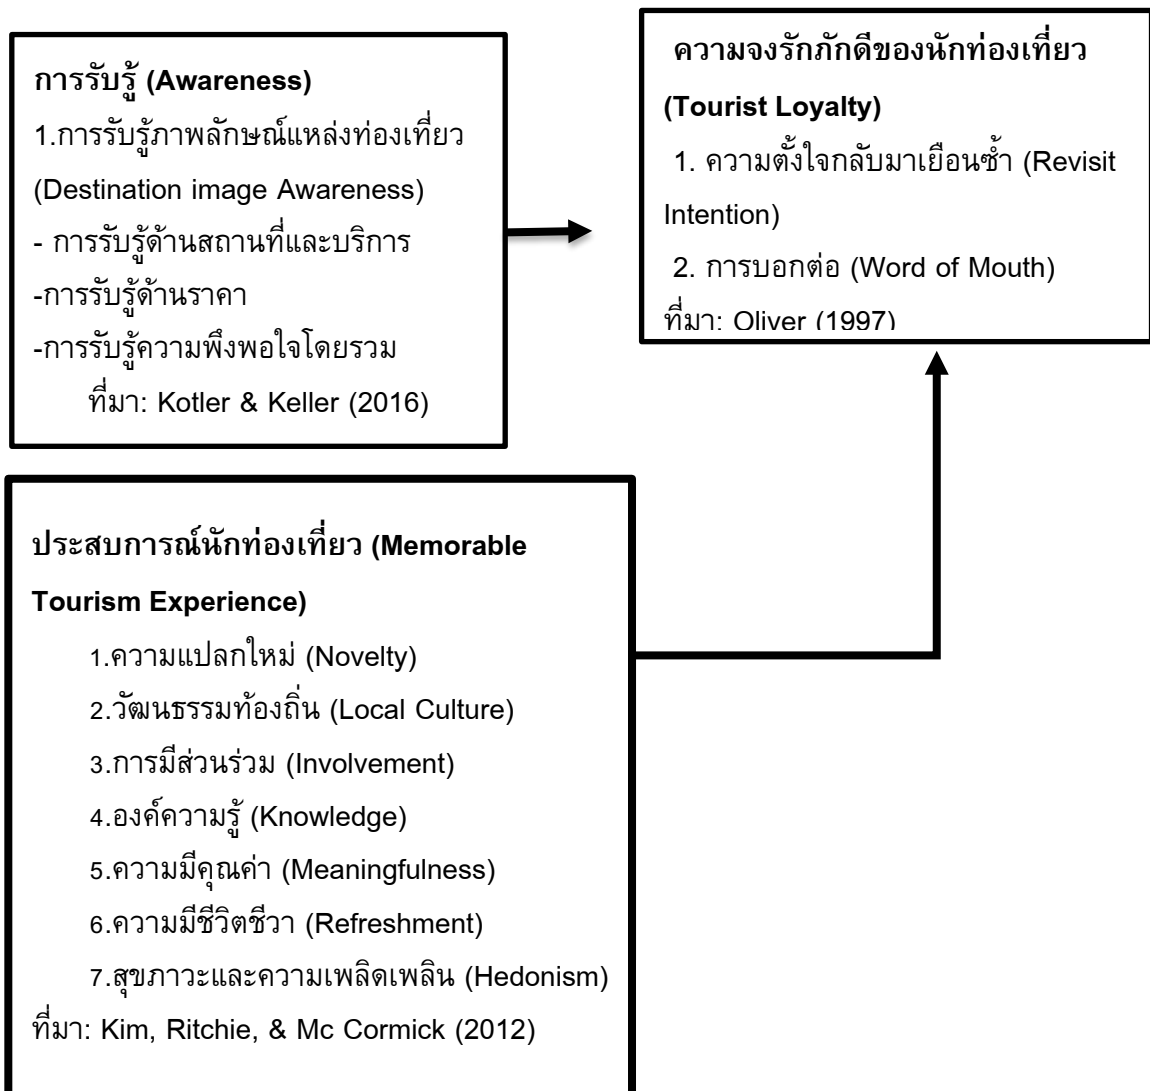 การรับรู้ (Awareness)
1.การรับรู้ภาพลักษณ์แหล่งท่องเที่ยว
(Destination image Awareness)
- การรับรู้ด้านสถานที่และบริการ
-การรับรู้ด้านราคา
-การรับรู้ความพึงพอใจโดยรวม
ที่มา: Kotler & Keller (2016)
ความจงรักภักดีของนักท่องเที่ยว
(Tourist Loyalty)
1. ความตั้งใจกลับมาเยือนซ้ำ (Revisit
Intention)
2. การบอกต่อ (Word of Mouth)
ที่มา: Oliver (1997)
ประสบการณ์นักท่องเที่ยว (Memorable
Tourism Experience)
1.ความแปลกใหม่ (Novelty)
2.วัฒนธรรมท้องถิ่น (Local Culture)
3.การมีส่วนร่วม (Involvement)
4.องค์ความรู้ (Knowledge)
5.ความมีคุณค่า (Meaningfulness)
6.ความมีชีวิตชีวา (Refreshment)
7.สุขภาวะและความเพลิดเพลิน (Hedonism)
ที่มา: Kim, Ritchie, & Mc Cormick (2012)